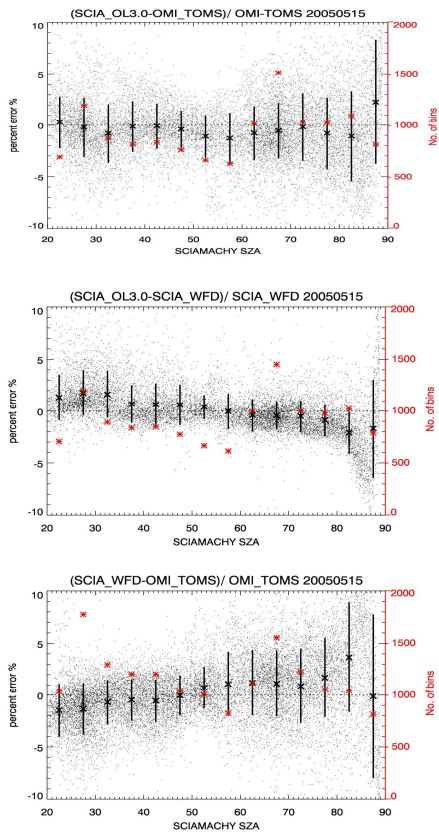 (SCIA_OL3.0-OMI_TOMS)/ OMI-TOMS 20050515
percent error %
10
5
0
-5
-10
2000
1500
1000
500
0
No. of bins
20 30 40 50 60 70 80 90
SCIAMACHY SZA
(SCIA_OL3.0-SCIA_WFD)/ SCIA_WFD 20050515
percent error %
10
5
0
-5
-10
2000
1500
1000
500
0
No. of bins
20 30 40 50 60 70 80 90
SCIAMACHY SZA
(SCIA_WFD-OMI_TOMS)/ OMI_TOMS 20050515
percent error %
10
5
0
-5
-10
2000
1500
1000
500
0
No. of bins
20 30 40 50 60 70 80 90
SCIAMACHY SZA